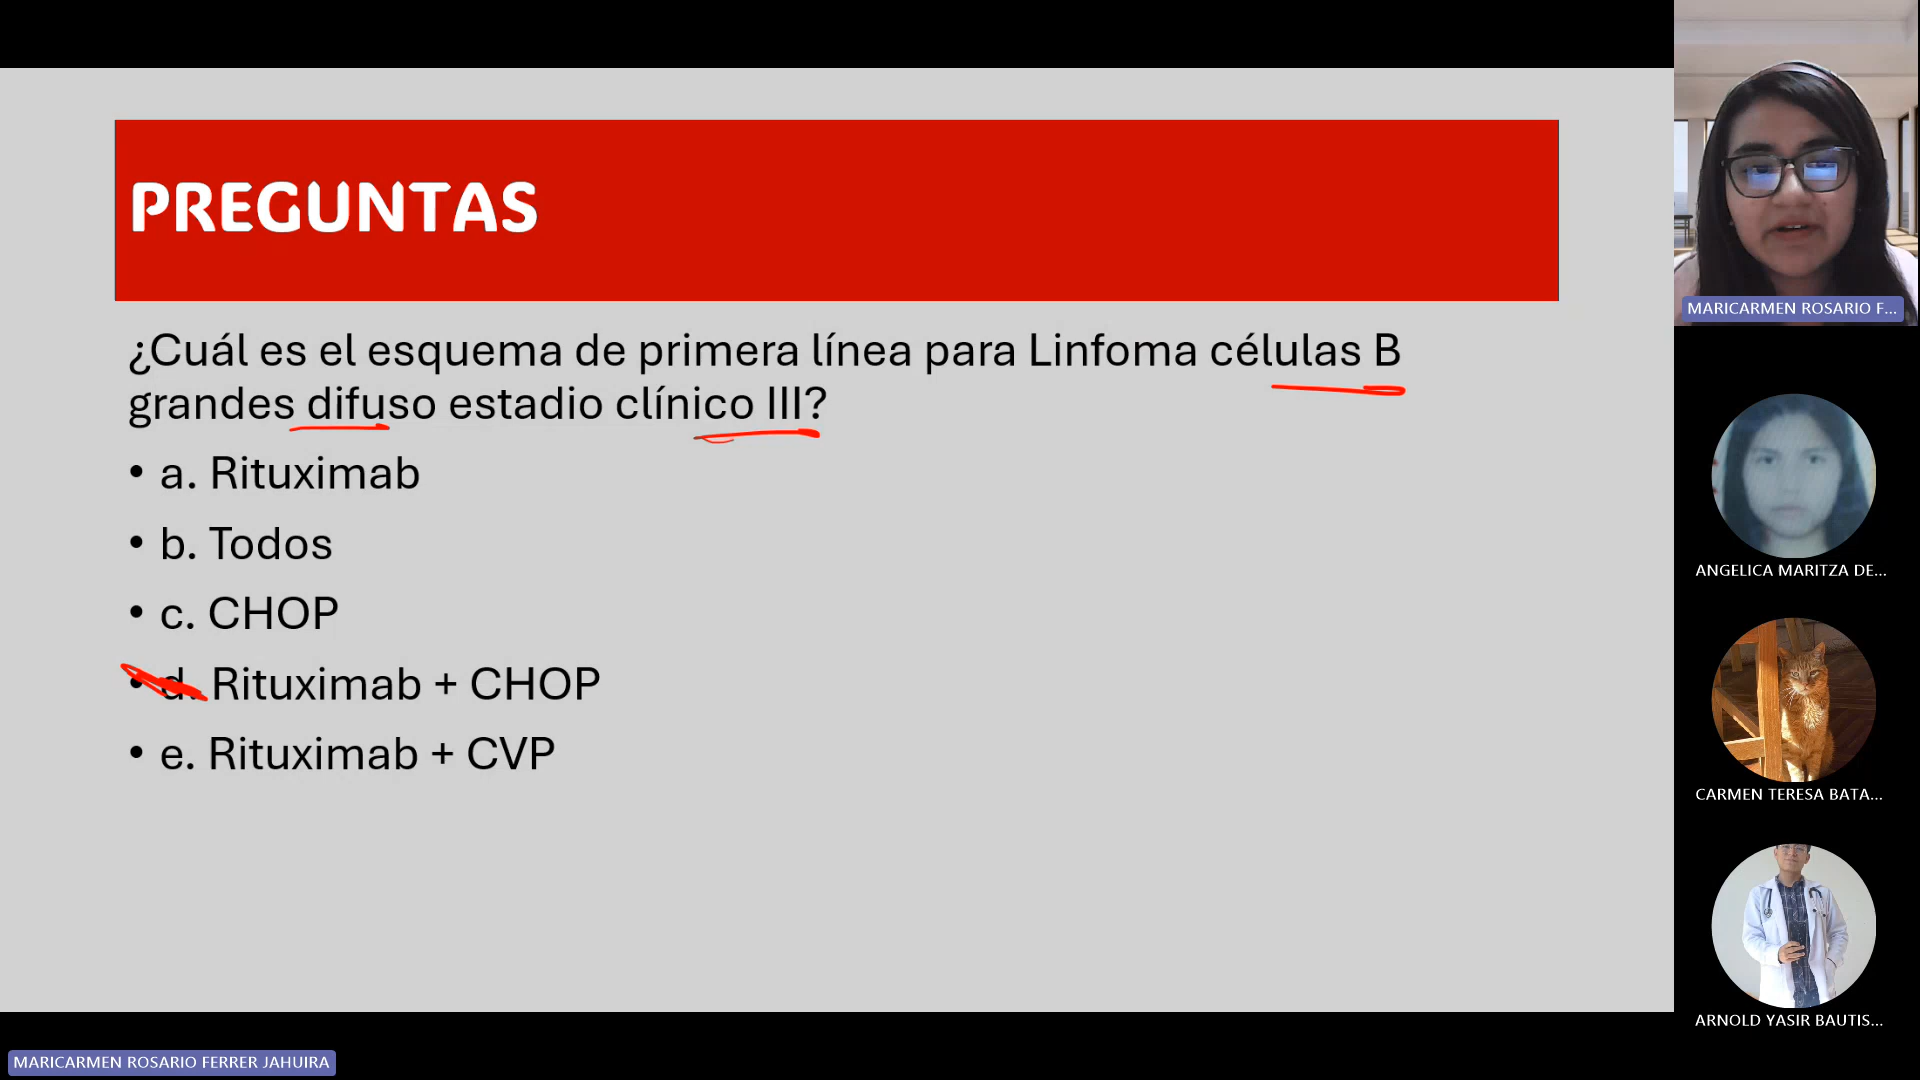 PREGUNTAS
¿Cuál es el esquema de primera línea para Linfoma células B
grandes difuso estadio clínico III?
• a. Rituximab
• b. Todos
• c. CHOP
• d. Rituximab + CHOP
• e. Rituximab + CVP
MARICARMEN ROSARIO F...
ANGELICA MARITZA DE...
CARMEN TERESA BATA...
ARNOLD YASIR BAUTIS...
MARICARMEN ROSARIO FERRER JAHUIRA